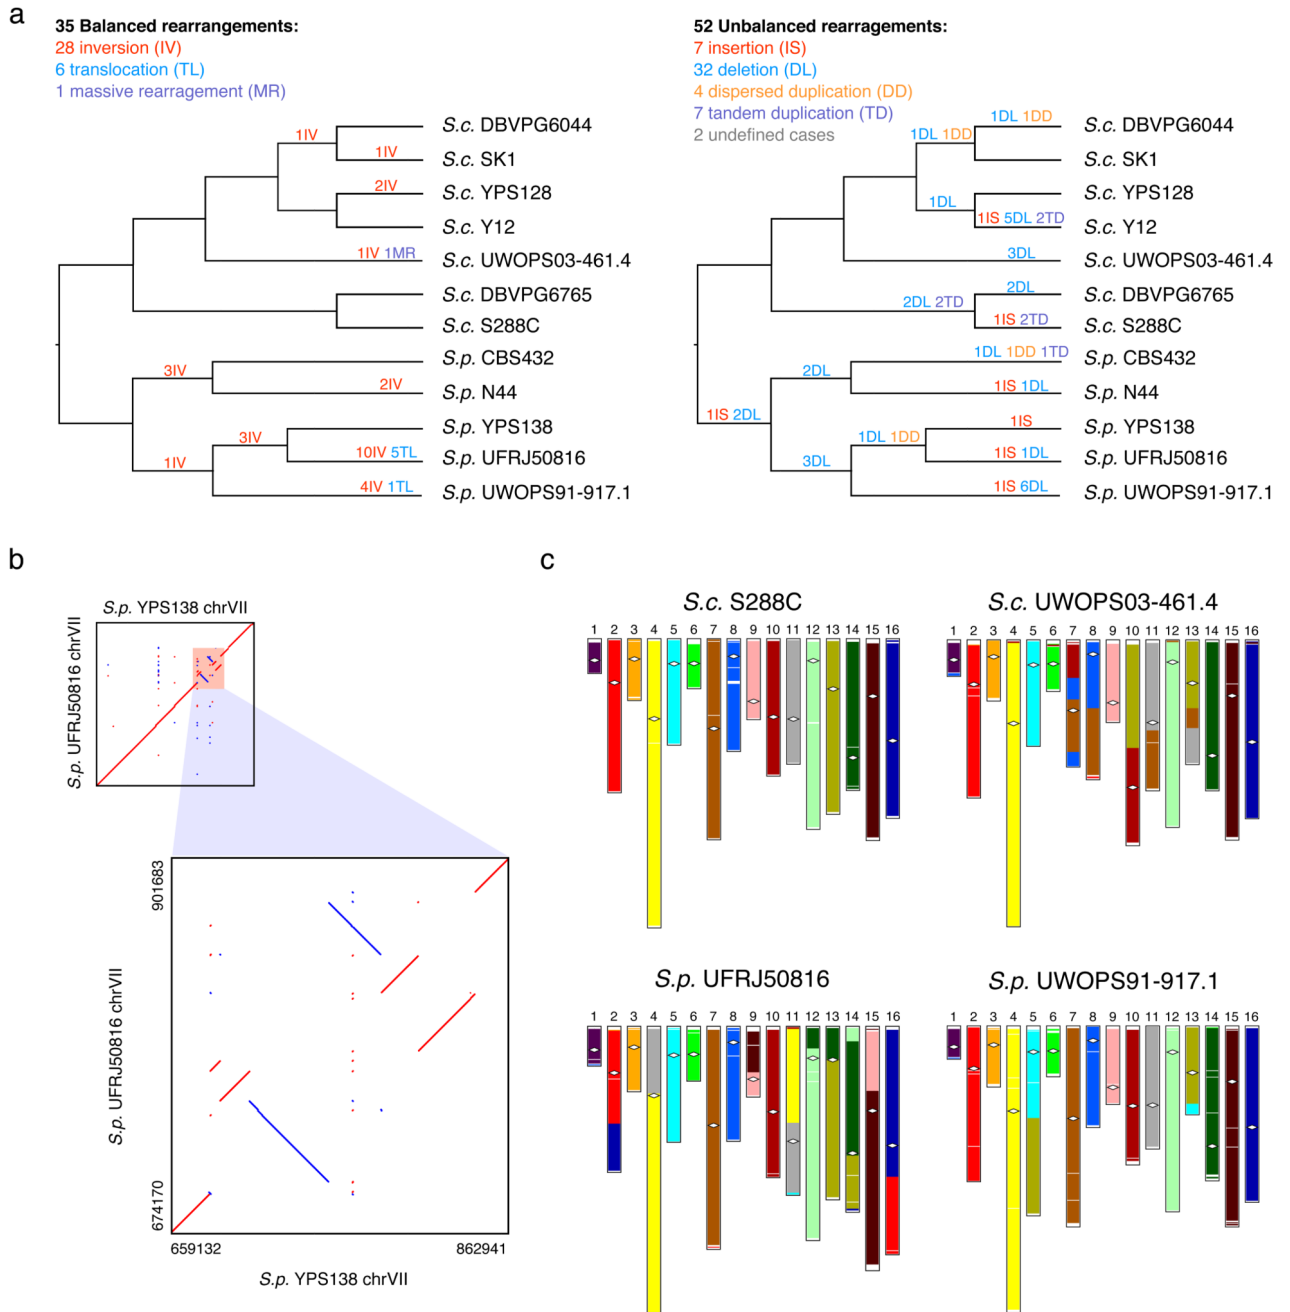 a
35 Balanced rearrangements:
28 inversion (IV)
6 translocation (TL)
1 massive rearragement (MR)
1IV
1IV
2IV
1IV 1MR
3IV
2IV
3IV
10IV 5TL
1IV
4IV 1TL
S.c. DBVPG6044
S.c. SK1
S.c. YPS128
S.c. Y12
S.c. UWOPS03-461.4
S.c. DBVPG6765
S.c. S288C
S.p. CBS432
S.p. N44
S.p. YPS138
S.p. UFRJ50816
S.p. UWOPS91-917.1
52 Unbalanced rearragements:
7 insertion (IS)
32 deletion (DL)
4 dispersed duplication (DD)
7 tandem duplication (TD)
2 undefined cases
1DL 1DD
1DL 1DD
1DL
1IS 5DL 2TD
3DL
2DL
2DL 2TD
1IS 2TD
1DL 1DD 1TD
2DL
1IS 1DL
1IS 2DL
1IS
1DL 1DD
1IS 1DL
3DL
1IS 6DL
S.c. DBVPG6044
S.c. SK1
S.c. YPS128
S.c. Y12
S.c. UWOPS03-461.4
S.c. DBVPG6765
S.c. S288C
S.p. CBS432
S.p. N44
S.p. YPS138
S.p. UFRJ50816
S.p. UWOPS91-917.1
b
S.p. YPS138 chrVII
S.p. UFRJ50816 chrVII
901683
S.p. UFRJ50816 chrVII
674170
659132
862941
S.p. YPS138 chrVII
c
S.c. S288C
1 2 3 4 5 6 7 8 9 10 11 12 13 14 15 16
S.c. UWOPS03-461.4
1 2 3 4 5 6 7 8 9 10 11 12 13 14 15 16
S.p. UFRJ50816
1 2 3 4 5 6 7 8 9 10 11 12 13 14 15 16
S.p. UWOPS91-917.1
1 2 3 4 5 6 7 8 9 10 11 12 13 14 15 16